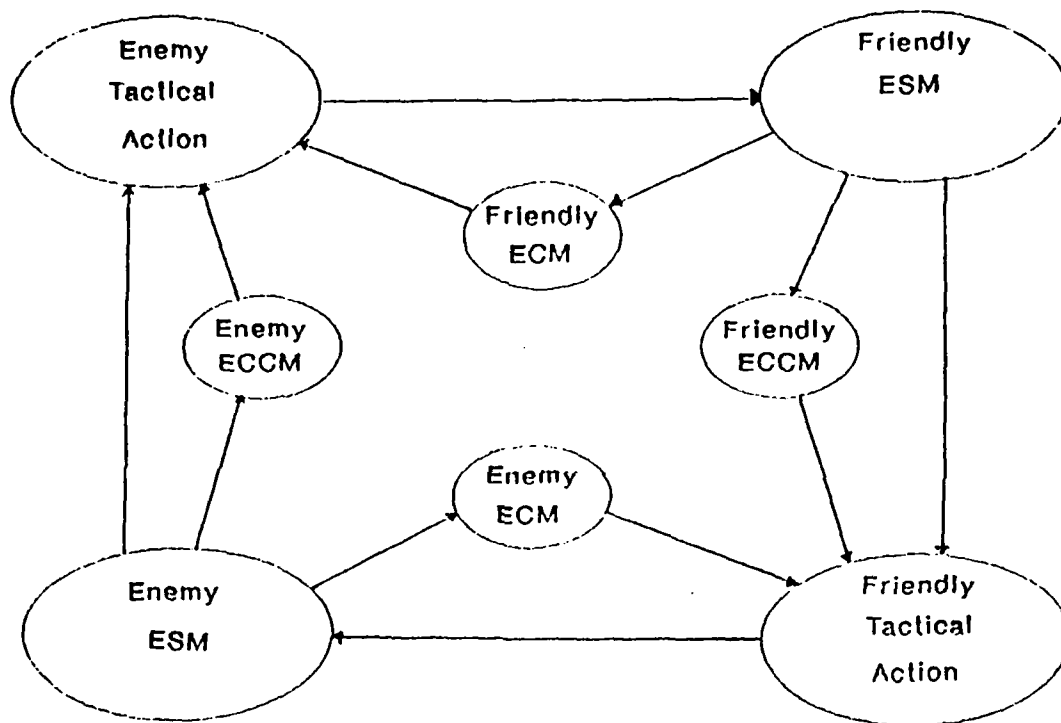 Enemy
Tactical
Action
Friendly
ESM
Friendly
ECM
Enemy
ECCM
Friendly
ECCM
Enemy
ECM
Enemy
ESM
Friendly
Tactical
Action